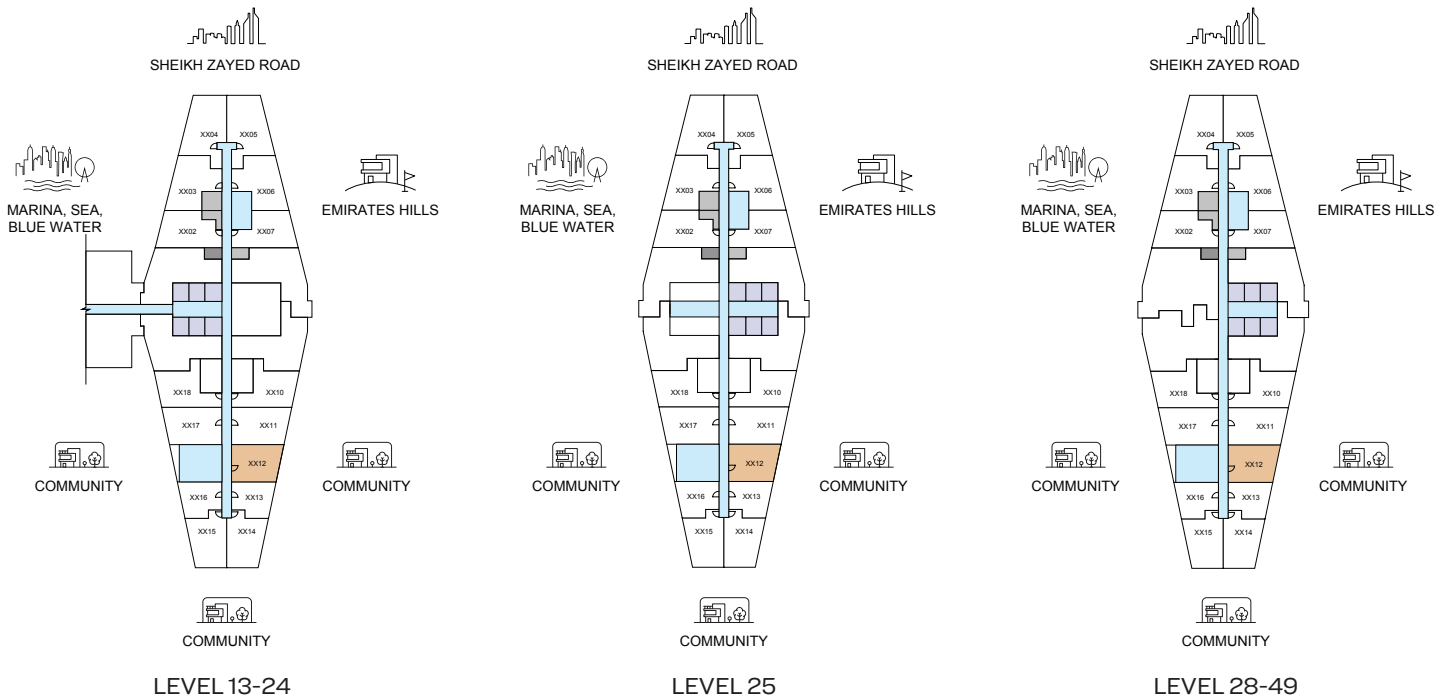 SHEIKH ZAYED ROAD
MARINA, SEA,
BLUE WATER
EMIRATES HILLS
XX04
XX05
XX03
XX06
XX02
XX07
XX18
XX10
XX17
XX11
XX12
XX16
XX13
XX15
XX14
COMMUNITY
COMMUNITY
COMMUNITY
LEVEL 13-24
SHEIKH ZAYED ROAD
MARINA, SEA,
BLUE WATER
EMIRATES HILLS
XX04
XX05
XX03
XX06
XX02
XX07
XX18
XX10
XX17
XX11
XX12
XX16
XX13
XX15
XX14
COMMUNITY
COMMUNITY
COMMUNITY
LEVEL 25
SHEIKH ZAYED ROAD
MARINA, SEA,
BLUE WATER
EMIRATES HILLS
XX04
XX05
XX03
XX06
XX02
XX07
XX18
XX10
XX17
XX11
XX12
XX16
XX13
XX15
XX14
COMMUNITY
COMMUNITY
COMMUNITY
LEVEL 28-49